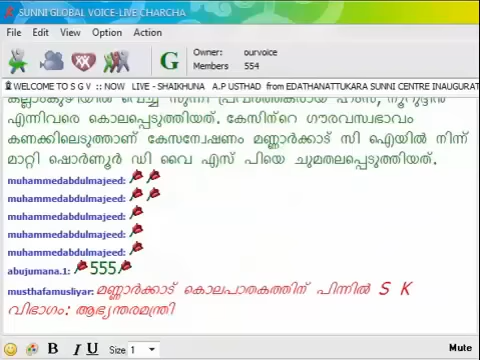 SUNNI GLOBAL VOICE-LIVE CHARCHA
File Edit View Option Action
G Owner: ourvoice
Members 554
WELCOME TO S G V :: NOW LIVE - SHAIKHUNA A.P USTHAD from EDATHANATTUKARA SUNNI CENTRE INAUGURAT
കല്ലാംകുഴിയിൽ വെച്ച് സുന്നി പ്രവർത്തകരായ ഹംസ, നൂറുദ്ദീൻ
എന്നിവരെ കൊലപ്പെടുത്തിയത്. കേസിന്റെ ഗൗരവസ്വഭാവം
കണക്കിലെടുത്താണ് കേസന്വേഷണം മണ്ണാർക്കാട് സി ഐയിൽ നിന്ന്
മാറ്റി ഷൊർണൂർ ഡി വൈ എസ് പിയെ ചുമതലപ്പെടുത്തിയത്.
muhammedabdulmajeed:
muhammedabdulmajeed:
muhammedabdulmajeed:
muhammedabdulmajeed:
muhammedabdulmajeed:
abujumana.1: 555
musthafamusliyar: മണ്ണാർക്കാട് കൊലപാതകത്തിന് പിന്നിൽ S K
വിഭാഗം: ആഭ്യന്തരമന്ത്രി
B I U Size 1 Mute